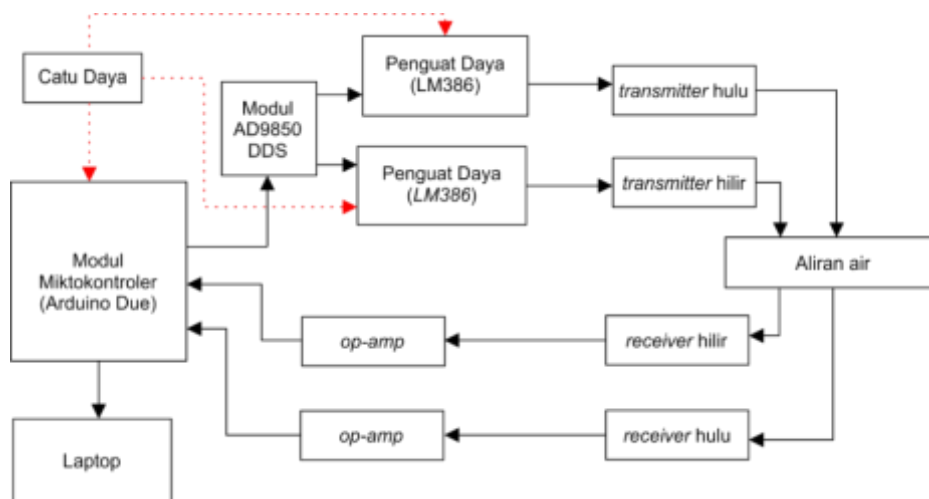 Catu Daya
Penguat Daya
(LM386)
transmitter hulu
Modul
AD9850
DDS
Penguat Daya
(LM386)
transmitter hilir
Modul
Miktokontroler
(Arduino Due)
Aliran air
op-amp
receiver hilir
op-amp
receiver hulu
Laptop